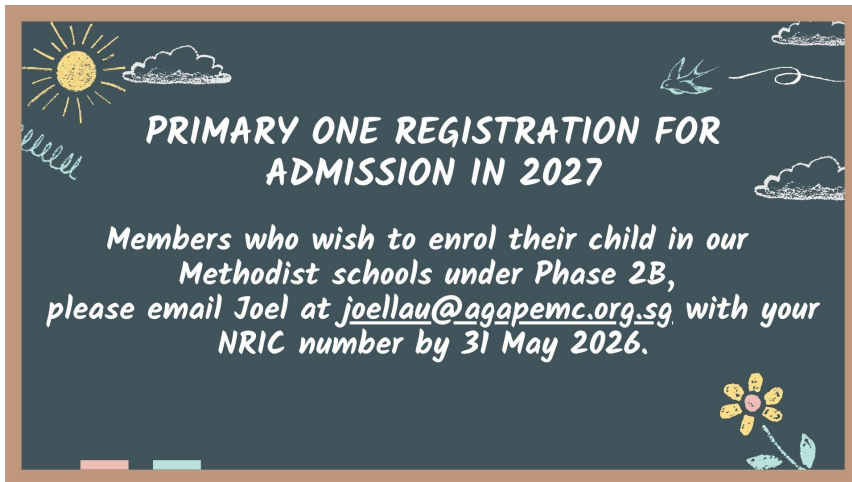 PRIMARY ONE REGISTRATION FOR
ADMISSION IN 2027
Members who wish to enrol their child in our
Methodist schools under Phase 2B,
please email Joel at joellau@agapemc.org.sg with your
NRIC number by 31 May 2026.